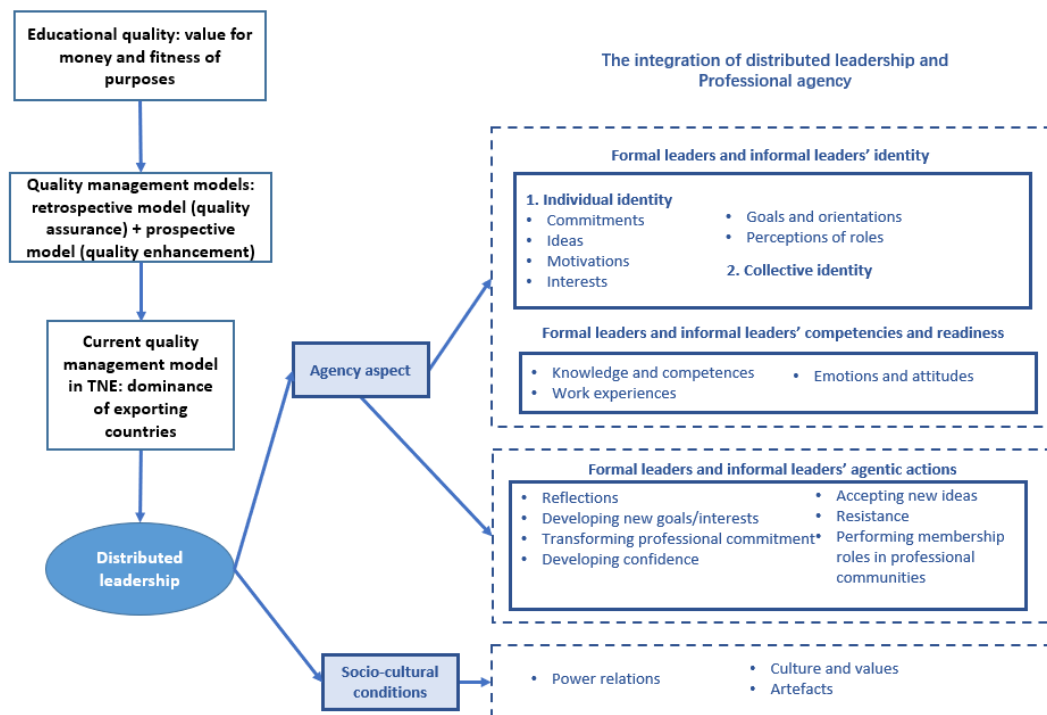 Educational quality: value for
money and fitness of
purposes
Quality management models:
retrospective model (quality
assurance) + prospective
model (quality enhancement)
Current quality
management model
in TNE: dominance
of exporting
countries
Distributed
leadership
Agency aspect
Socio-cultural
conditions
The integration of distributed leadership and
Professional agency
Formal leaders and informal leaders’ identity
1. Individual identity
• Commitments
• Ideas
• Motivations
• Interests
• Goals and orientations
• Perceptions of roles
2. Collective identity
Formal leaders and informal leaders’ competencies and readiness
• Knowledge and competences
• Work experiences
• Emotions and attitudes
Formal leaders and informal leaders’ agentic actions
• Reflections
• Developing new goals/interests
• Transforming professional commitment
• Developing confidence
• Accepting new ideas
• Resistance
• Performing membership
roles in professional
communities
• Power relations
• Culture and values
• Artefacts